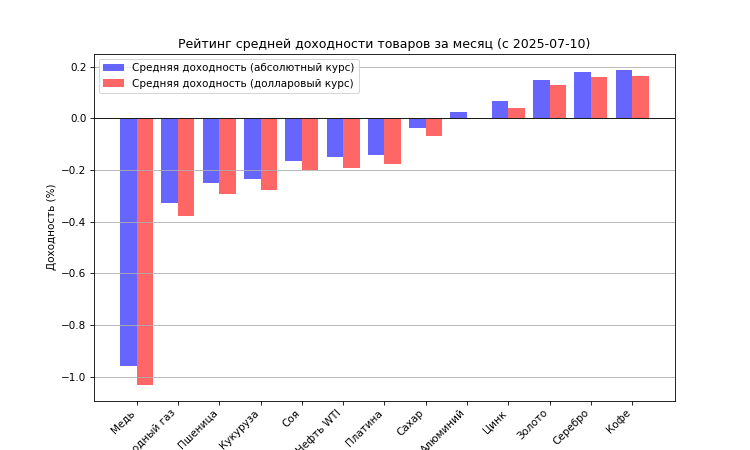 Рейтинг средней доходности товаров за месяц (с 2025-07-10)
Средняя доходность (абсолютный курс)
Средняя доходность (долларовый курс)
Доходность (%)
0.2
0.0
−0.2
−0.4
−0.6
−0.8
−1.0
Медь
одный газ
Пшеница
Кукуруза
Соя
Нефть WTI
Платина
Сахар
Алюминий
Цинк
Золото
Серебро
Кофе